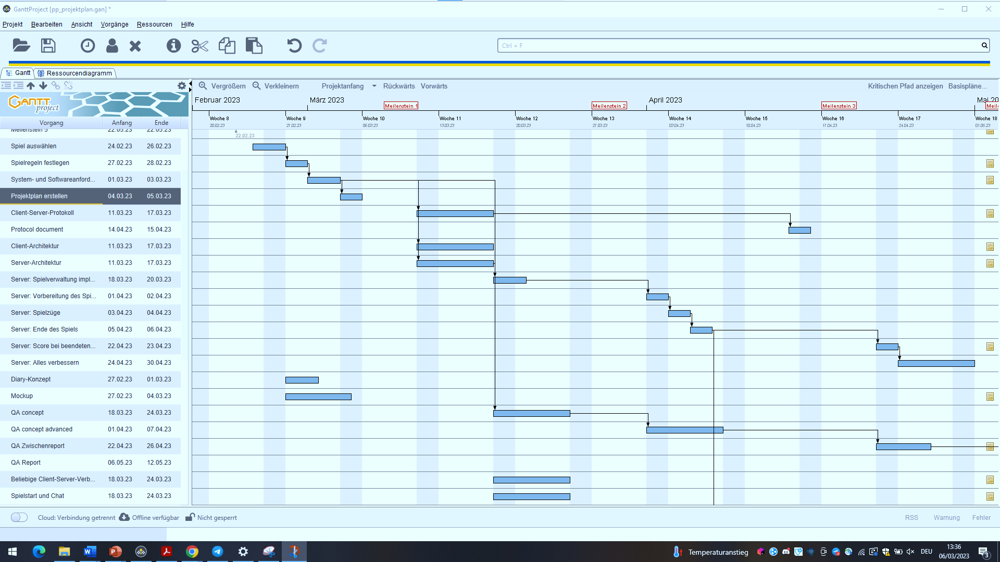 GanttProject [pp_projektplan.gan] *
Projekt Bearbeiten Ansicht Vorgänge Ressourcen Hilfe
Ctrl + F
Gantt Ressourcendiagramm
Vergrößern Verkleinern Projektanfang Rückwärts Vorwärts Kritischen Pfad anzeigen Basispläne...
GANTT project
Februar 2023 März 2023 April 2023 Mai 20
Meilenstein 1 Meilenstein 2 Meilenstein 3 Meil
Woche 8 Woche 9 Woche 10 Woche 11 Woche 12 Woche 13 Woche 14 Woche 15 Woche 16 Woche 17 Woche 18
20.02.23 27.02.23 06.03.23 13.03.23 20.03.23 27.03.23 03.04.23 10.04.23 17.04.23 24.04.23 01.05.23
22.02.23
Vorgang Anfang Ende
Meilenstein 5 22.05.23 22.05.23
Spiel auswählen 24.02.23 26.02.23
Spielregeln festlegen 27.02.23 28.02.23
System- und Softwareanford... 01.03.23 03.03.23
Projektplan erstellen 04.03.23 05.03.23
Client-Server-Protokoll 11.03.23 17.03.23
Protocol document 14.04.23 15.04.23
Client-Architektur 11.03.23 17.03.23
Server-Architektur 11.03.23 17.03.23
Server: Spielverwaltung impl... 18.03.23 20.03.23
Server: Vorbereitung des Spi... 01.04.23 02.04.23
Server: Spielzüge 03.04.23 04.04.23
Server: Ende des Spiels 05.04.23 06.04.23
Server: Score bei beendeten... 22.04.23 23.04.23
Server: Alles verbessern 24.04.23 30.04.23
Diary-Konzept 27.02.23 01.03.23
Mockup 27.02.23 04.03.23
QA concept 18.03.23 24.03.23
QA concept advanced 01.04.23 07.04.23
QA Zwischenreport 22.04.23 26.04.23
QA Report 06.05.23 12.05.23
Beliebige Client-Server-Verb... 18.03.23 24.03.23
Spielstart und Chat 18.03.23 24.03.23
Cloud: Verbindung getrennt Offline verfügbar Nicht gesperrt RSS Warnung Fehler
Temperaturanstieg DEU 13:36
06/03/2023 3